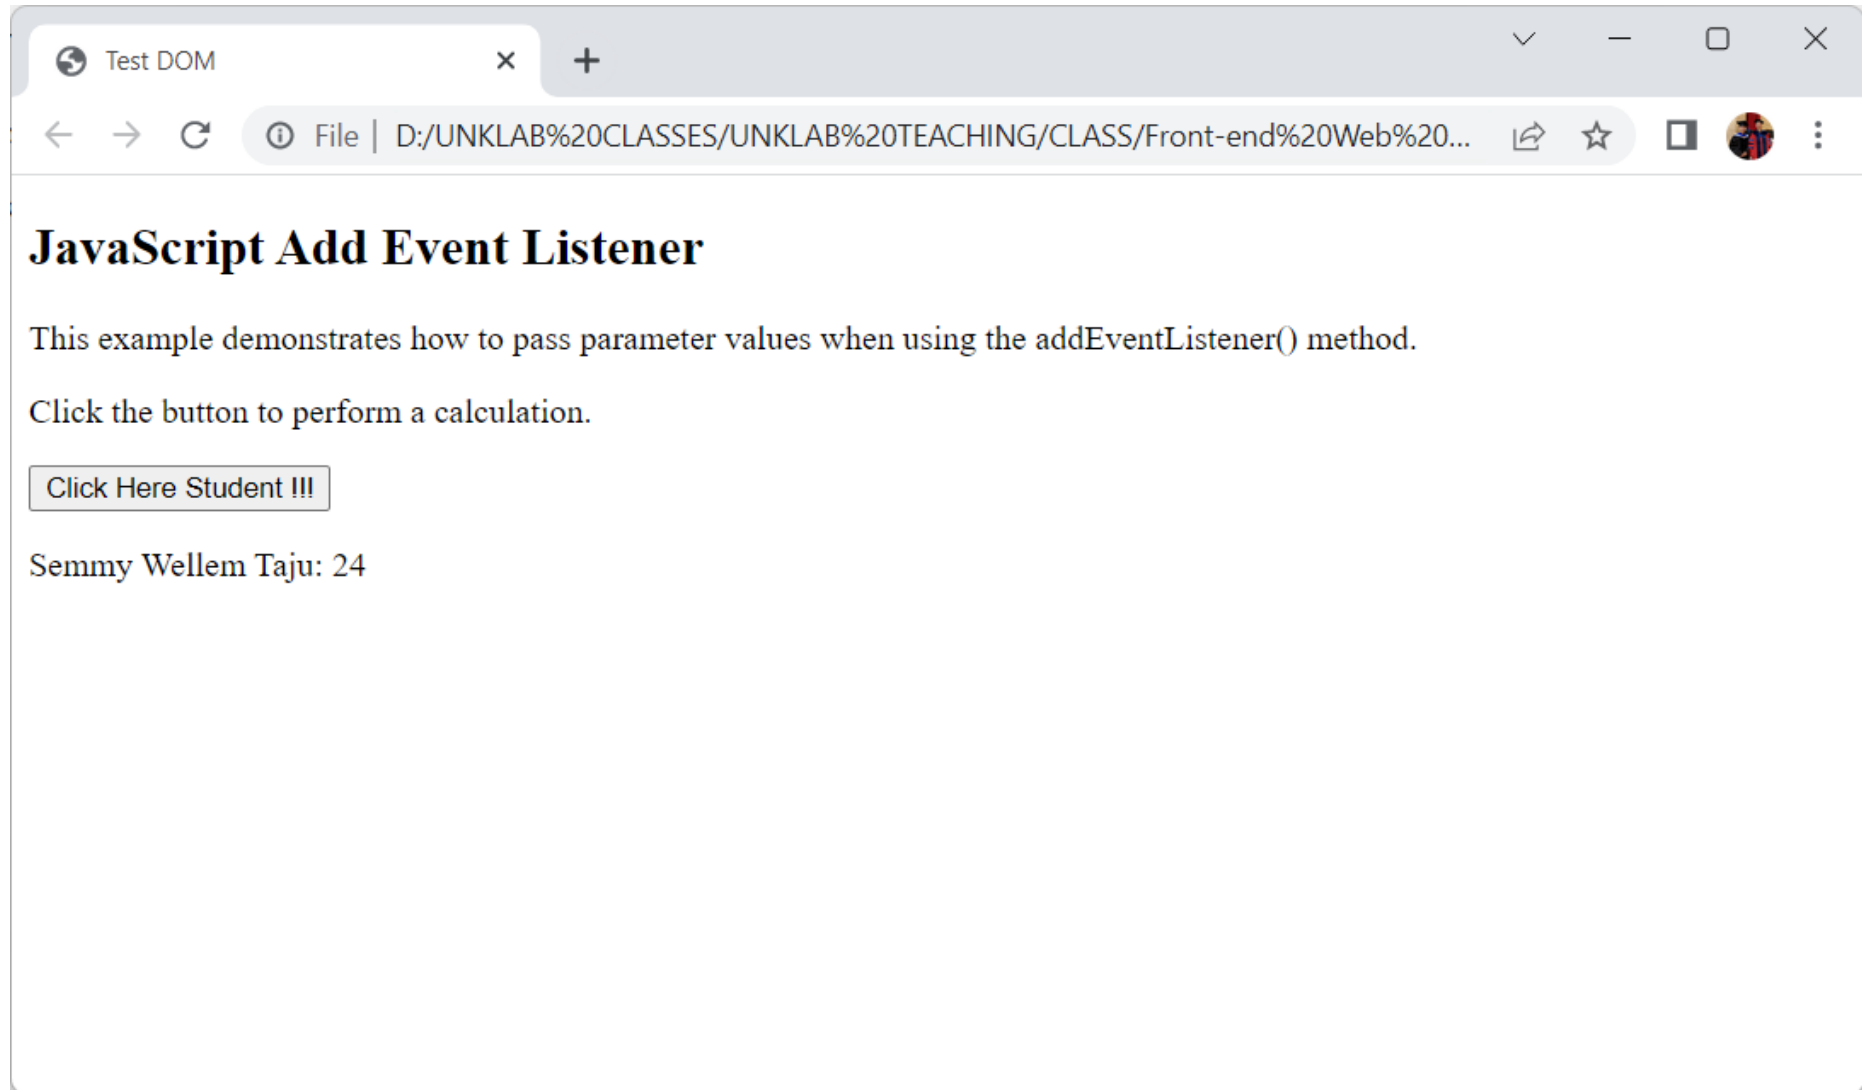 Test DOM
File | D:/UNKLAB%20CLASSES/UNKLAB%20TEACHING/CLASS/Front-end%20Web%20...
JavaScript Add Event Listener
This example demonstrates how to pass parameter values when using the addEventListener() method.
Click the button to perform a calculation.
Click Here Student !!!
Semmy Wellem Taju: 24